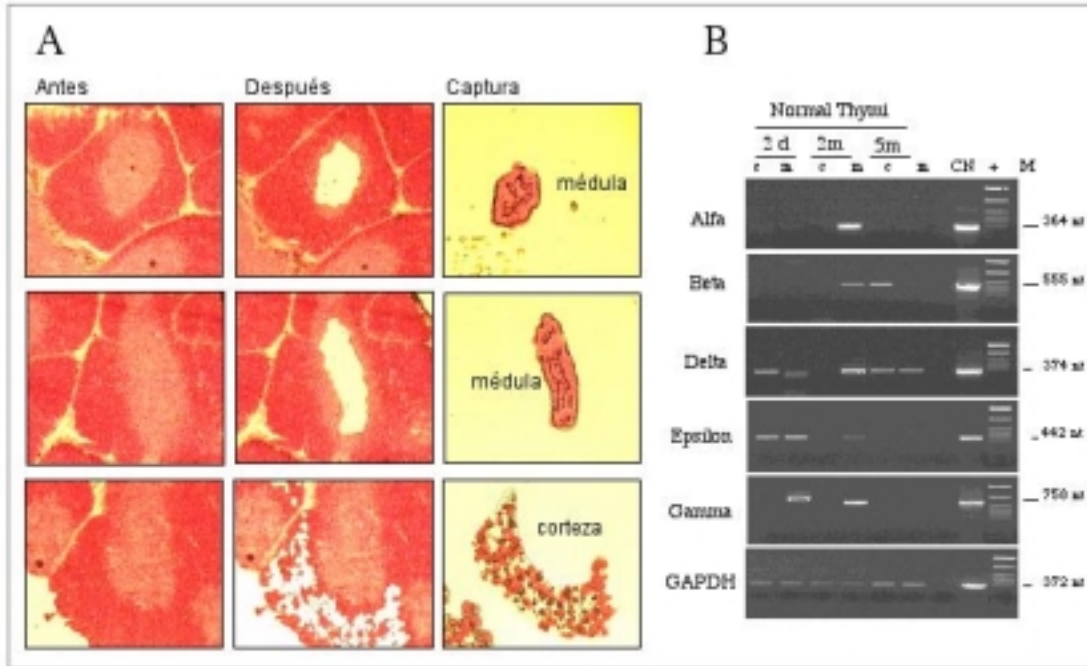 A
B
Antes Después Captura
médula
médula
corteza
Normal Thymi
2 d 2m 5m
c m c m c m CN + M
Alfa 364 nt
Beta 555 nt
Delta 374 nt
Epsilon 442 nt
Gamma 750 nt
GAPDH 372 nt